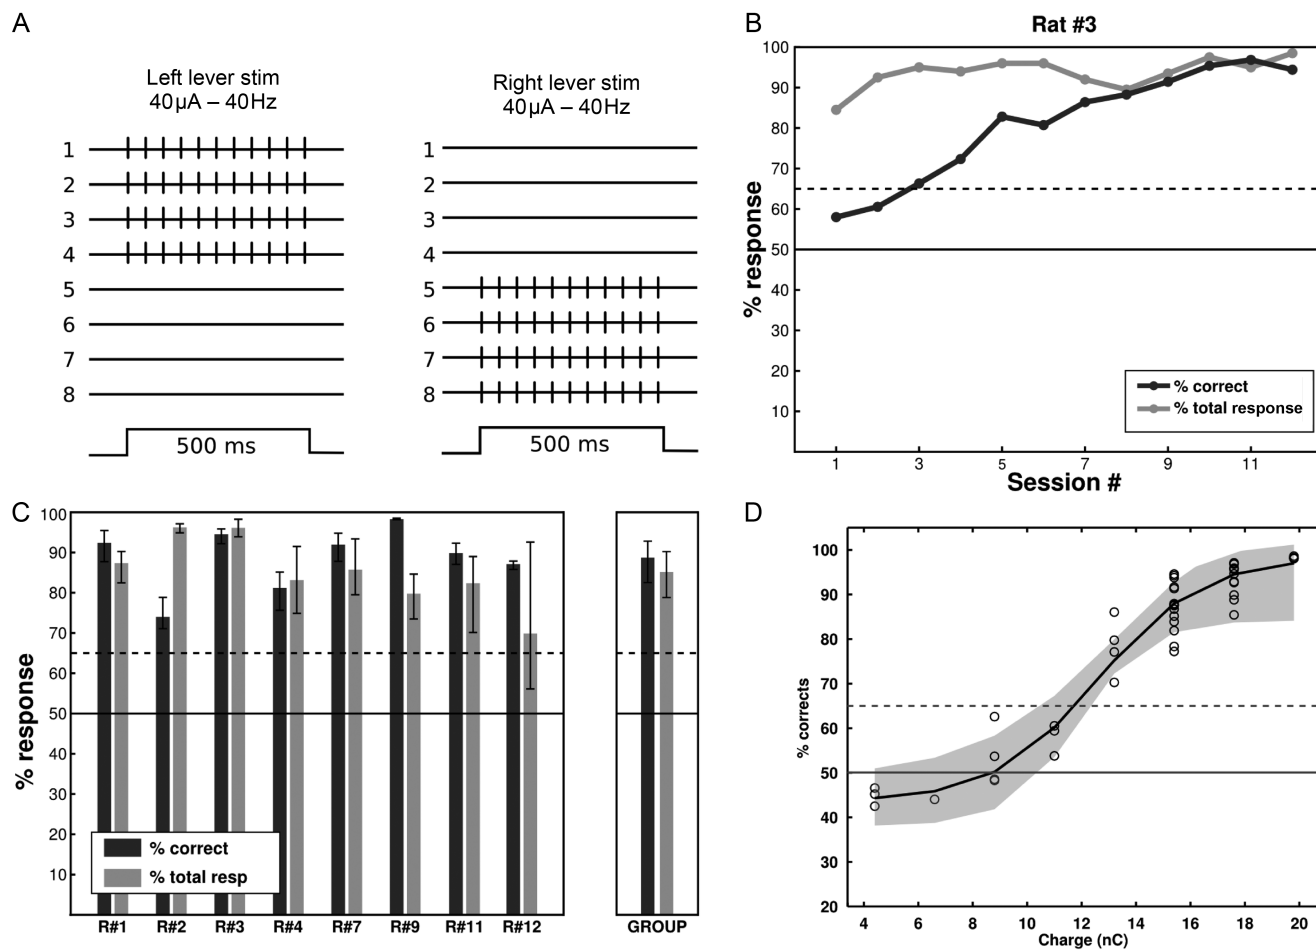 A
Left lever stim
40µA – 40Hz
1
2
3
4
5
6
7
8
500 ms
Right lever stim
40µA – 40Hz
1
2
3
4
5
6
7
8
500 ms
B
Rat #3
% response
100
90
80
70
60
50
40
30
20
10
% correct
% total response
1 3 5 7 9 11
Session #
C
% response
100
90
80
70
60
50
40
30
20
10
% correct
% total resp
R#1 R#2 R#3 R#4 R#7 R#9 R#11 R#12
GROUP
D
% corrects
100
90
80
70
60
50
40
30
20
4 6 8 10 12 14 16 18 20
Charge (nC)